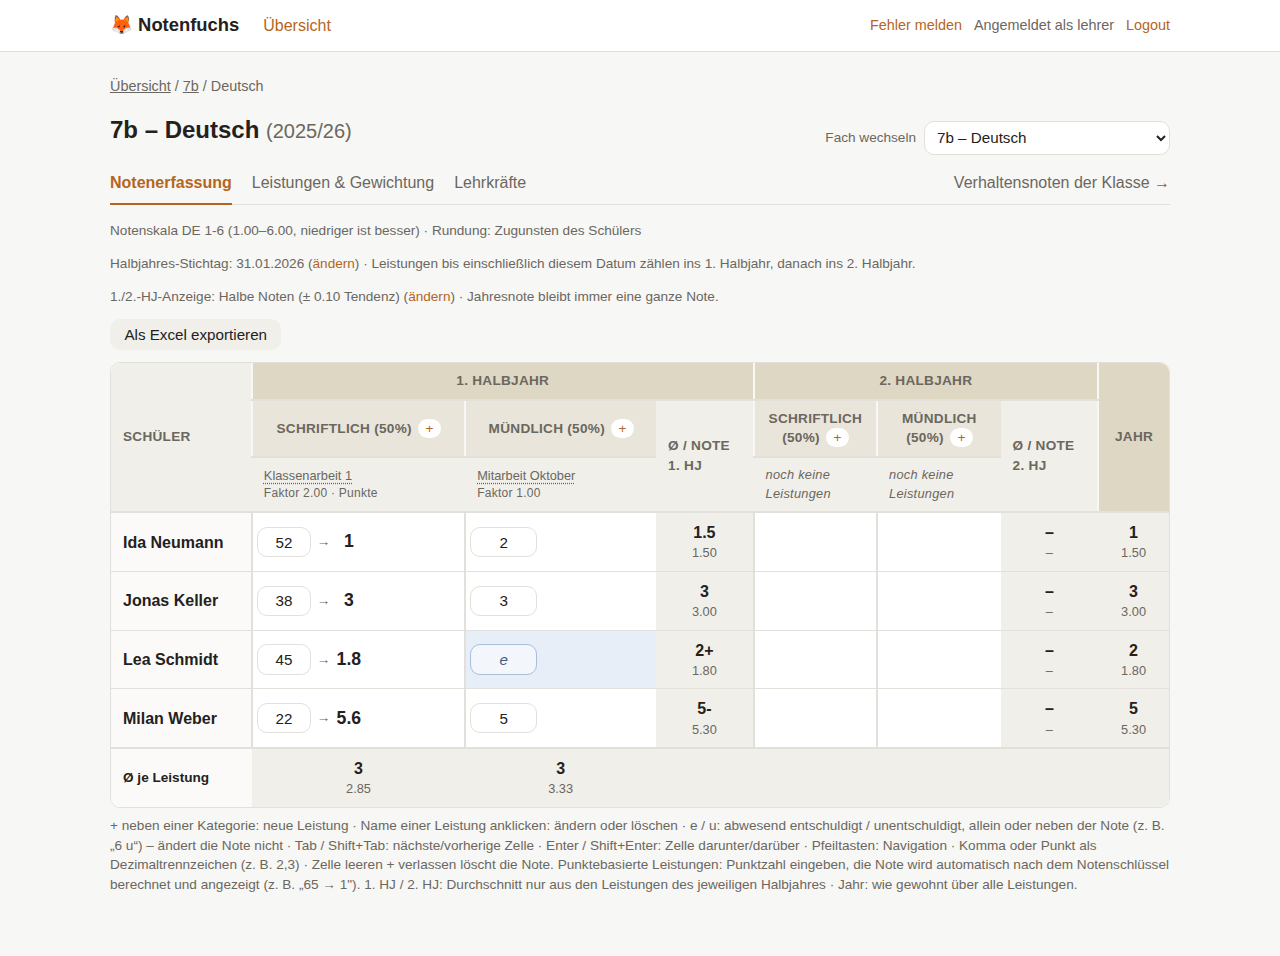 🦊 Notenfuchs Übersicht Fehler melden Angemeldet als lehrer Logout
Übersicht / 7b / Deutsch
7b – Deutsch (2025/26)
Fach wechseln 7b – Deutsch
Notenerfassung Leistungen & Gewichtung Lehrkräfte Verhaltensnoten der Klasse →
Notenskala DE 1-6 (1.00–6.00, niedriger ist besser) · Rundung: Zugunsten des Schülers
Halbjahres-Stichtag: 31.01.2026 (ändern) · Leistungen bis einschließlich diesem Datum zählen ins 1. Halbjahr, danach ins 2. Halbjahr.
1./2.-HJ-Anzeige: Halbe Noten (± 0.10 Tendenz) (ändern) · Jahresnote bleibt immer eine ganze Note.
Als Excel exportieren
1. HALBJAHR 2. HALBJAHR
SCHÜLER SCHRIFTLICH (50%) + MÜNDLICH (50%) + Ø / NOTE 1. HJ SCHRIFTLICH (50%) + MÜNDLICH (50%) + Ø / NOTE 2. HJ JAHR
Klassenarbeit 1 Mitarbeit Oktober noch keine Leistungen noch keine Leistungen
Faktor 2.00 · Punkte Faktor 1.00
Ida Neumann 52 → 1 2 1.5 – 1
1.50 – 1.50
Jonas Keller 38 → 3 3 3 – 3
3.00 – 3.00
Lea Schmidt 45 → 1.8 e 2+ – 2
1.80 – 1.80
Milan Weber 22 → 5.6 5 5- – 5
5.30 – 5.30
Ø je Leistung 3 3
2.85 3.33
+ neben einer Kategorie: neue Leistung · Name einer Leistung anklicken: ändern oder löschen · e / u: abwesend entschuldigt / unentschuldigt, allein oder neben der Note (z. B.
„6 u“) – ändert die Note nicht · Tab / Shift+Tab: nächste/vorherige Zelle · Enter / Shift+Enter: Zelle darunter/darüber · Pfeiltasten: Navigation · Komma oder Punkt als
Dezimaltrennzeichen (z. B. 2,3) · Zelle leeren + verlassen löscht die Note. Punktebasierte Leistungen: Punktzahl eingeben, die Note wird automatisch nach dem Notenschlüssel
berechnet und angezeigt (z. B. „65 → 1"). 1. HJ / 2. HJ: Durchschnitt nur aus den Leistungen des jeweiligen Halbjahres · Jahr: wie gewohnt über alle Leistungen.